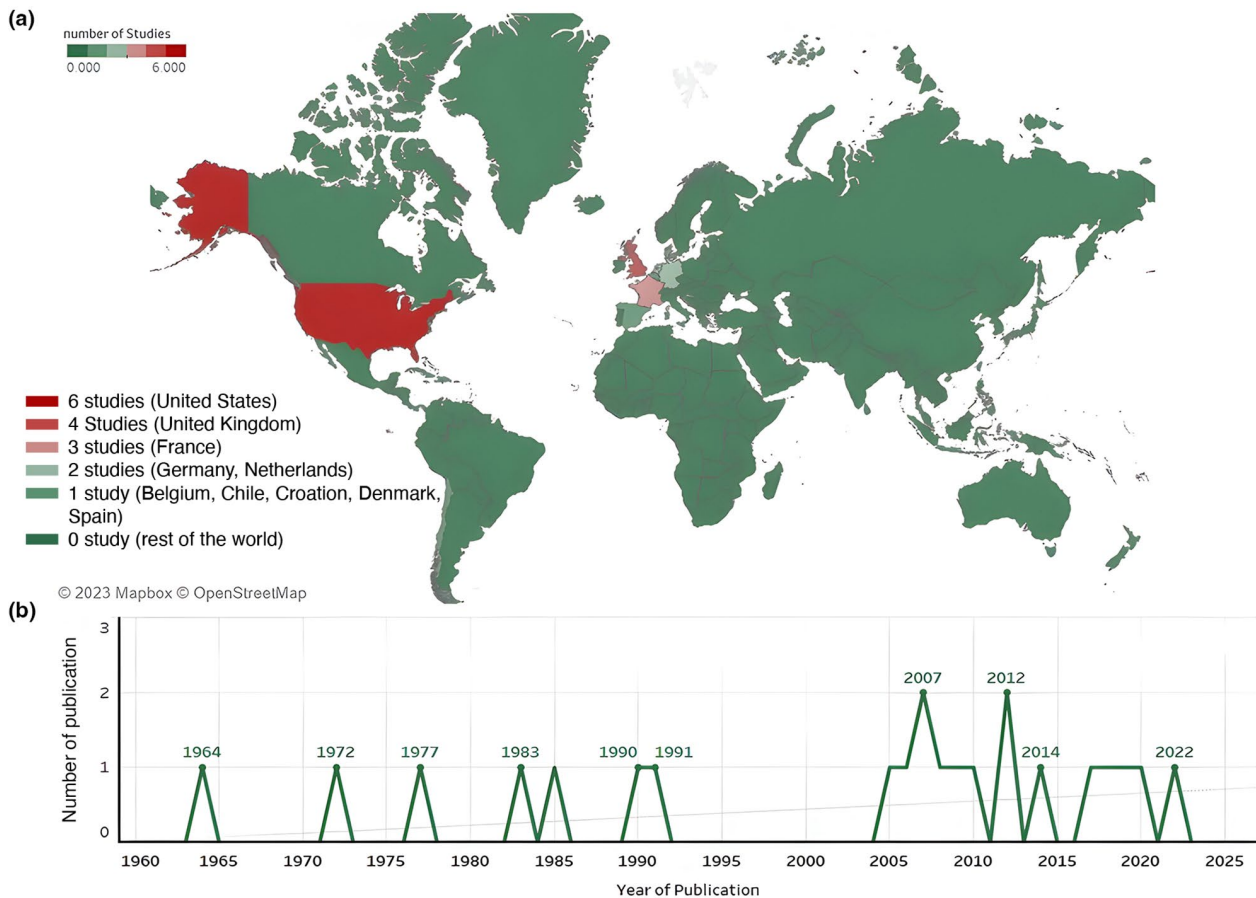 (a)
number of Studies
0.000 6.000
6 studies (United States)
4 Studies (United Kingdom)
3 studies (France)
2 studies (Germany, Netherlands)
1 study (Belgium, Chile, Croation, Denmark,
Spain)
0 study (rest of the world)
© 2023 Mapbox © OpenStreetMap
(b)
Number of publication
3
2
1
0
2007 2012
1964 1972 1977 1983 1990 1991 2014 2022
1960 1965 1970 1975 1980 1985 1990 1995 2000 2005 2010 2015 2020 2025
Year of Publication